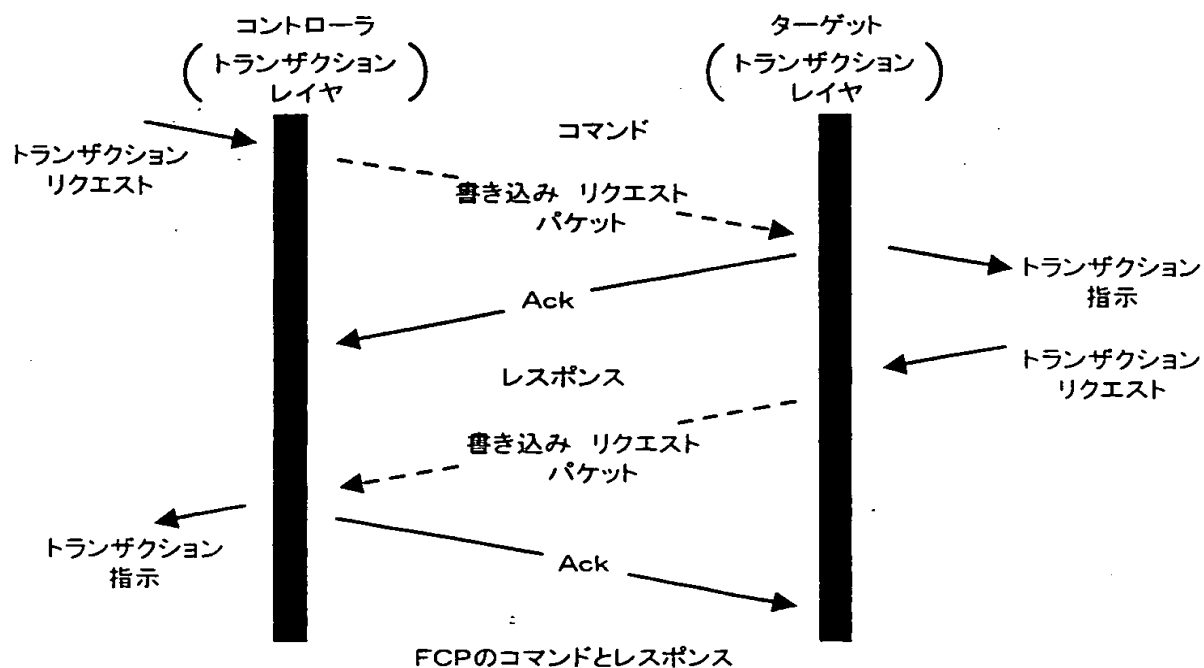 コントローラ
(トランザクション
レイヤ)
ターゲット
(トランザクション
レイヤ)
コマンド
トランザクション
リクエスト
書き込み リクエスト
パケット
トランザクション
指示
Ack
レスポンス
トランザクション
リクエスト
書き込み リクエスト
パケット
トランザクション
指示
Ack
FCPのコマンドとレスポンス